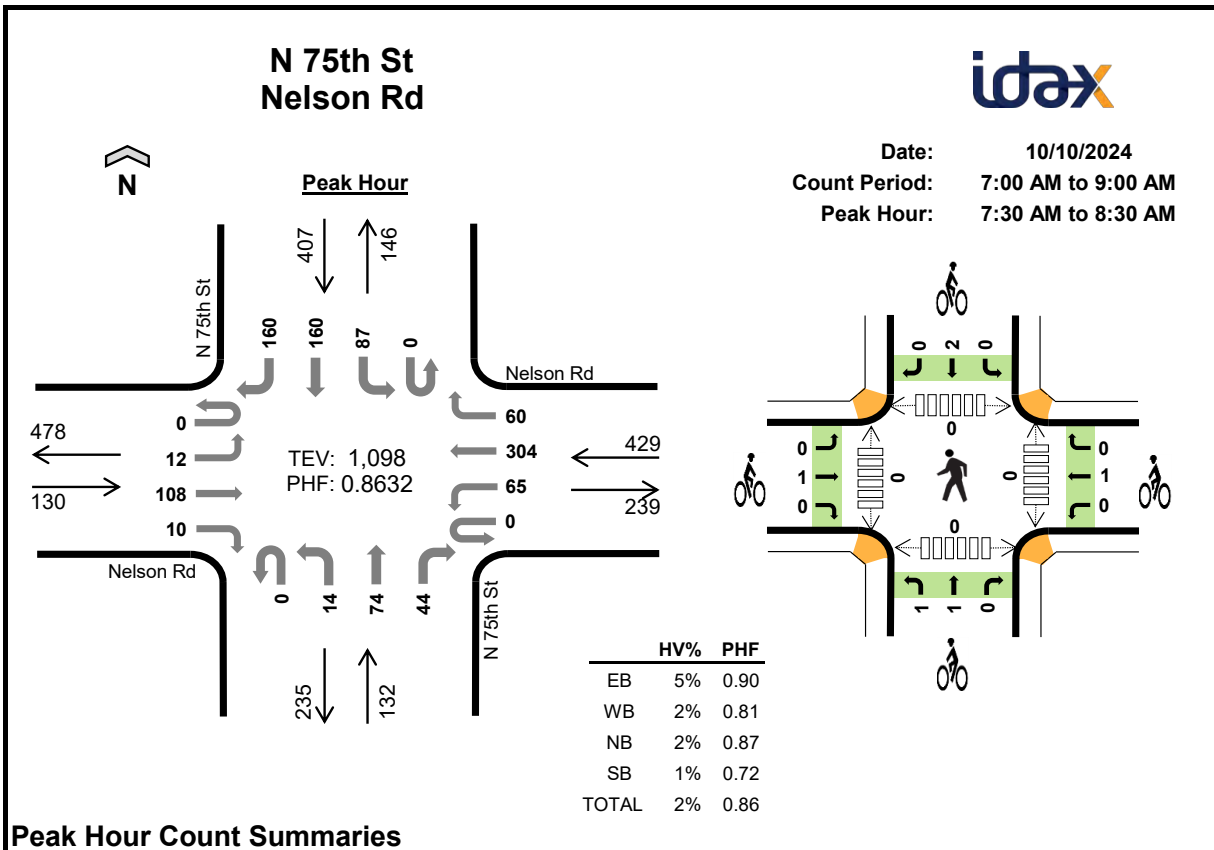 N 75th St
Nelson Rd
idax
N
Peak Hour
Date: 10/10/2024
Count Period: 7:00 AM to 9:00 AM
Peak Hour: 7:30 AM to 8:30 AM
407
146
N 75th St
160
160
87
0
Nelson Rd
0
12
108
10
478
130
TEV: 1,098
PHF: 0.8632
60
304
65
0
429
239
Nelson Rd
0
14
74
44
N 75th St
235
132
0
2
0
0
0
1
0
0
0
0
1
0
0
1
1
0
HV% PHF
EB 5% 0.90
WB 2% 0.81
NB 2% 0.87
SB 1% 0.72
TOTAL 2% 0.86
Peak Hour Count Summaries